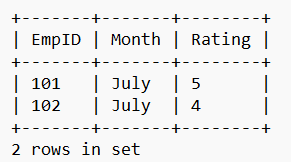 +-------+-------+--------+
| EmpID | Month | Rating |
+-------+-------+--------+
| 101   | July  | 5      |
| 102   | July  | 4      |
+-------+-------+--------+
2 rows in set